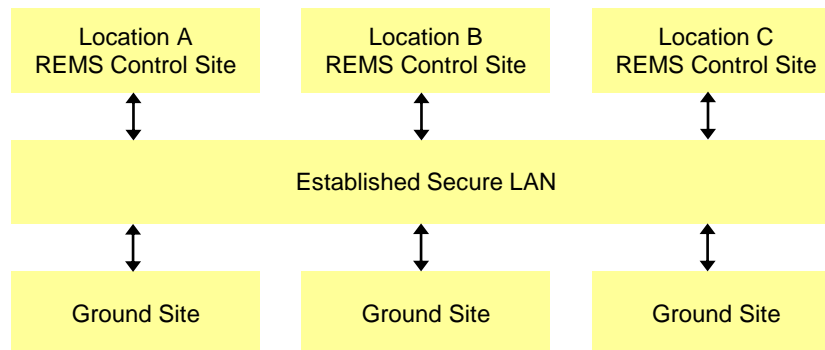 Location A
REMS Control Site
Location B
REMS Control Site
Location C
REMS Control Site
Established Secure LAN
Ground Site
Ground Site
Ground Site